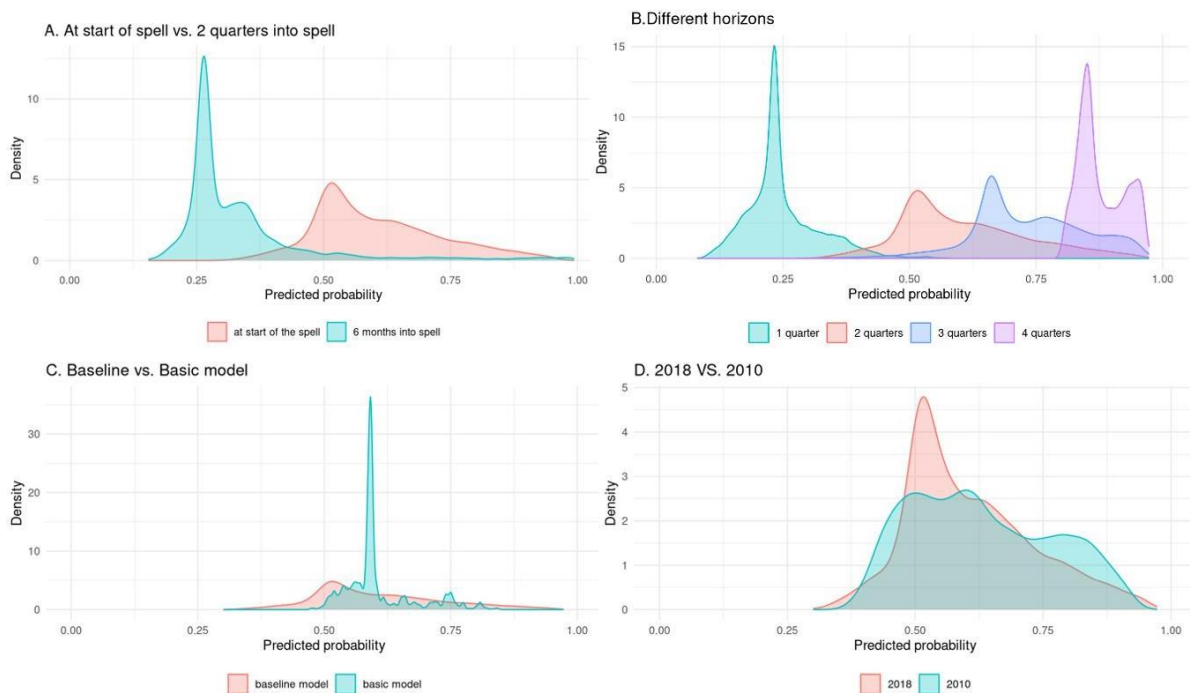 A. At start of spell vs. 2 quarters into spell
Density
10
5
0
0.00 0.25 0.50 0.75 1.00
Predicted probability
at start of the spell 6 months into spell
B.Different horizons
Density
15
10
5
0
0.00 0.25 0.50 0.75 1.00
Predicted probability
1 quarter 2 quarters 3 quarters 4 quarters
C. Baseline vs. Basic model
Density
30
20
10
0
0.00 0.25 0.50 0.75 1.00
Predicted probability
baseline model basic model
D. 2018 VS. 2010
Density
5
4
3
2
1
0
0.00 0.25 0.50 0.75 1.00
Predicted probability
2018 2010